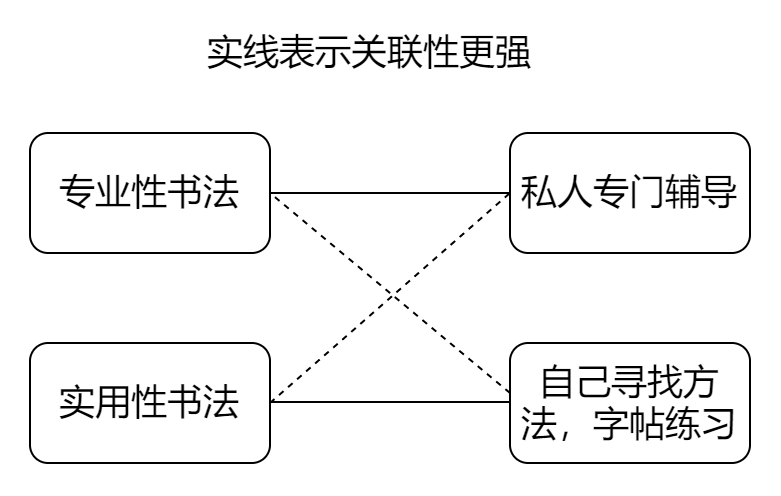 实线表示关联性更强
专业性书法
私人专门辅导
实用性书法
自己寻找方
法，字帖练习